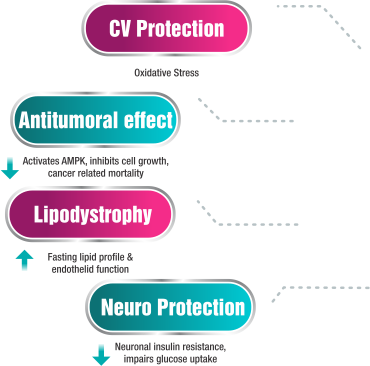 CV Protection
Oxidative Stress
Antitumoral effect
Activates AMPK, inhibits cell growth,
cancer related mortality
Lipodystrophy
Fasting lipid profile &
endothelid function
Neuro Protection
Neuronal insulin resistance,
impairs glucose uptake